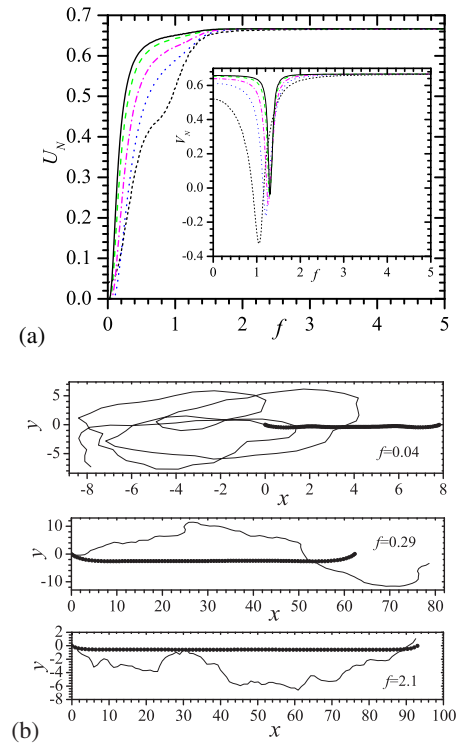 0.7
0.6
0.5
0.4
0.3
0.2
0.1
0.0
U_N
0 1 2 3 4 5
f
0.6
0.4
0.2
0.0
-0.2
-0.4
V_N
0 1 2 3 4 5
f
(a)
5
0
-5
y
f=0.04
-8 -6 -4 -2 0 2 4 6 8
x
10
0
-10
y
f=0.29
0 10 20 30 40 50 60 70 80
x
2
0
-2
-4
-6
-8
y
f=2.1
0 10 20 30 40 50 60 70 80 90 100
x
(b)